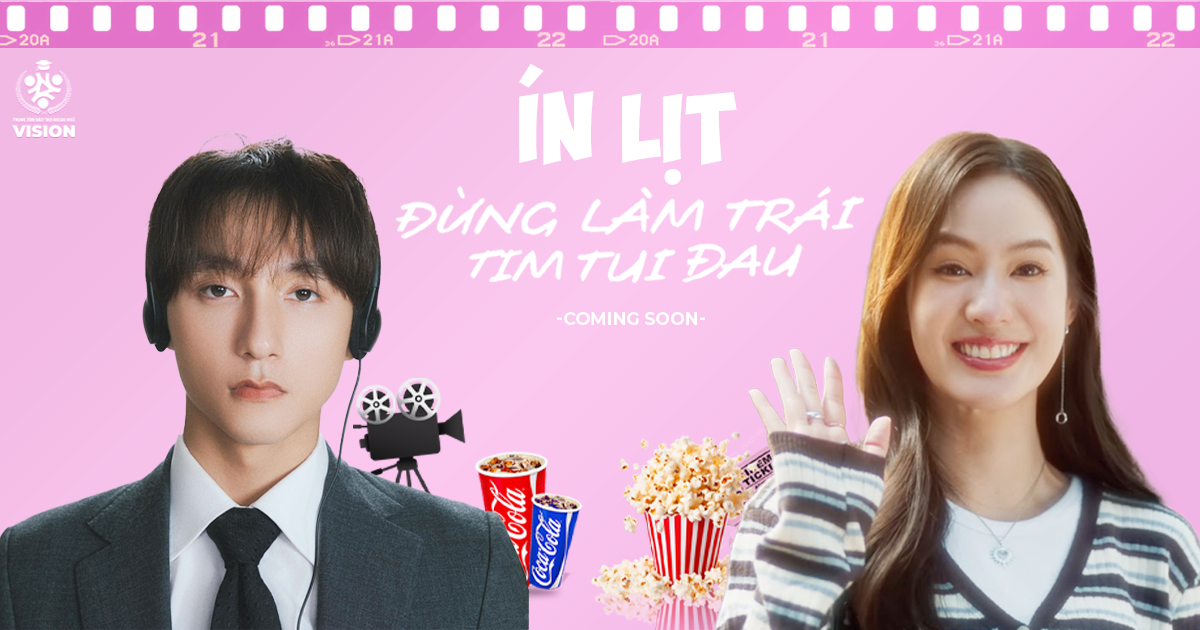 20A 21 21A 22 20A 21 21A 22
VISION
ÍN LỊT
ĐỪNG LÀM TRÁI
TIM TUI ĐAU
-COMING SOON-
Coca-Cola
Coca-Cola